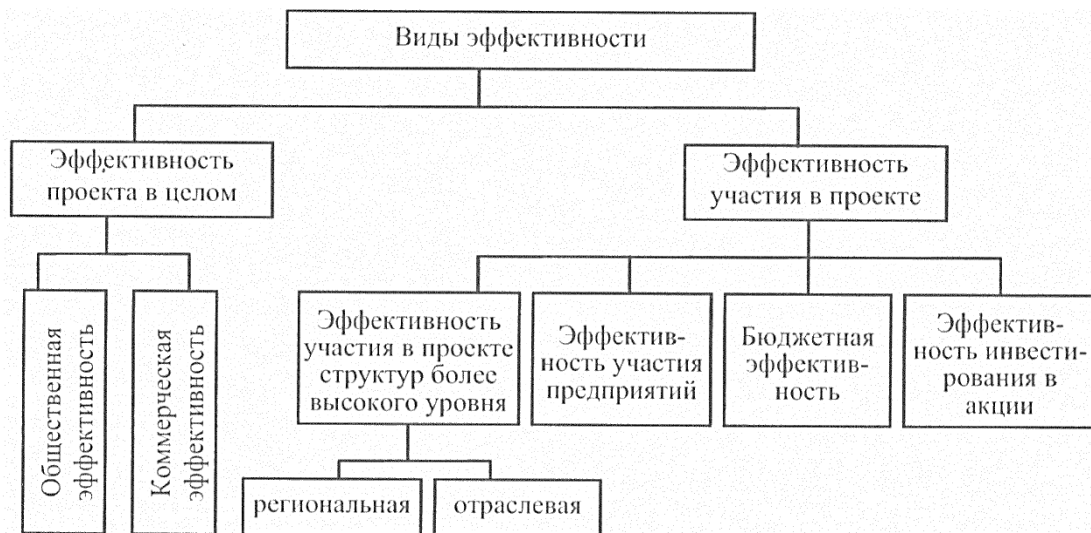 Виды эффективности
Эффективность
проекта в целом
Эффективность
участия в проекте
Общественная
эффективность
Коммерческая
эффективность
Эффективность
участия в проекте
структур более
высокого уровня
Эффектив-
ность участия
предприятий
Бюджетная
эффектив-
ность
Эффектив-
ность инвести-
рования в
акции
региональная
отраслевая